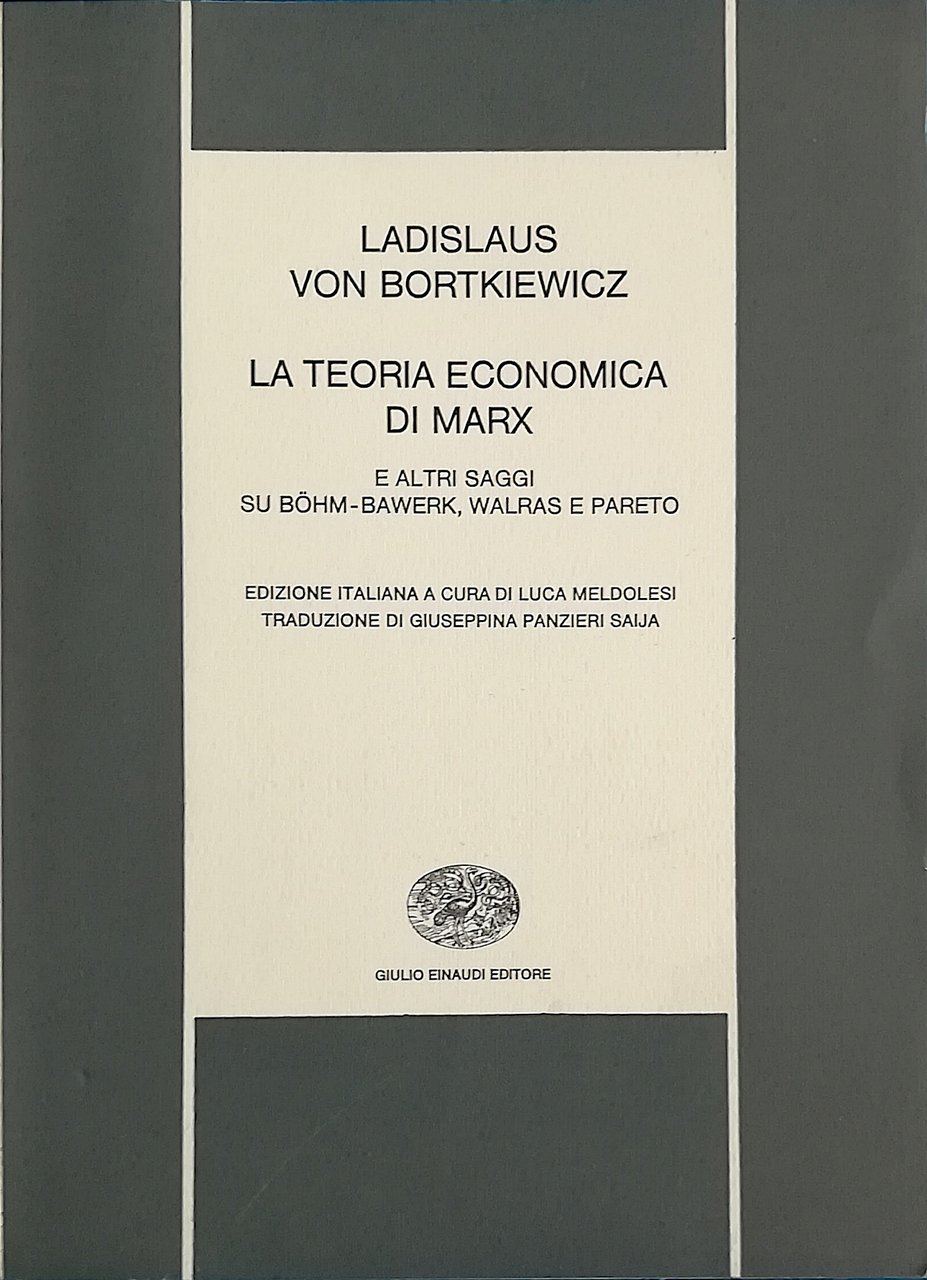 LADISLAUS
VON BORTKIEWICZ
LA TEORIA ECONOMICA
DI MARX
E ALTRI SAGGI
SU BÖHM-BAWERK, WALRAS E PARETO
EDIZIONE ITALIANA A CURA DI LUCA MELDOLESI
TRADUZIONE DI GIUSEPPINA PANZIERI SAIJA
GIULIO EINAUDI EDITORE